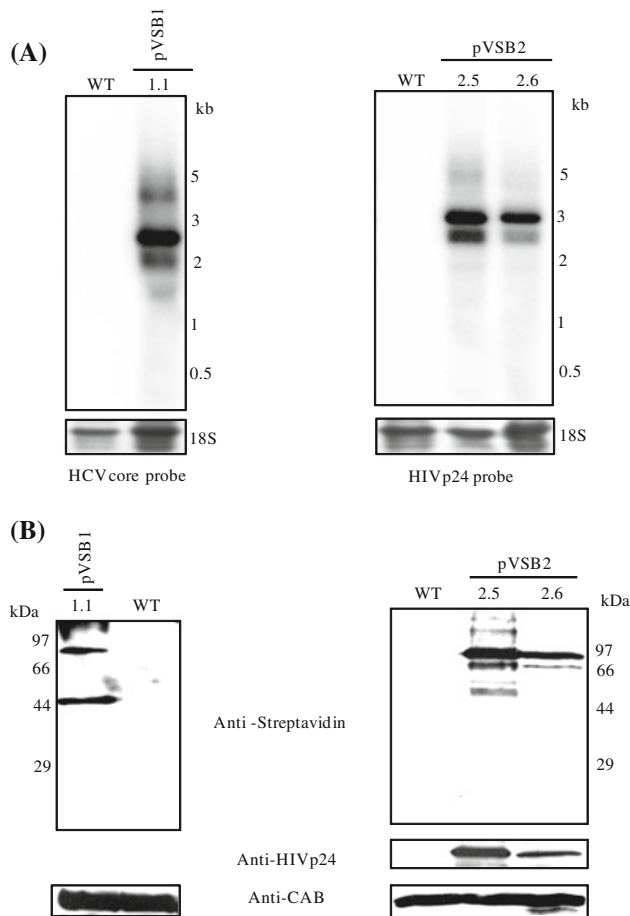 (A)
pVSB1
WT 1.1
kb
5
3
2
1
0.5
18S
HCVcore probe
pVSB2
WT 2.5 2.6
kb
5
3
2
1
0.5
18S
HIVp24 probe
(B)
pVSB1
kDa 1.1 WT
97
66
44
29
Anti -Streptavidin
pVSB2
WT 2.5 2.6
kDa
97
66
44
29
Anti-HIVp24
Anti-CAB